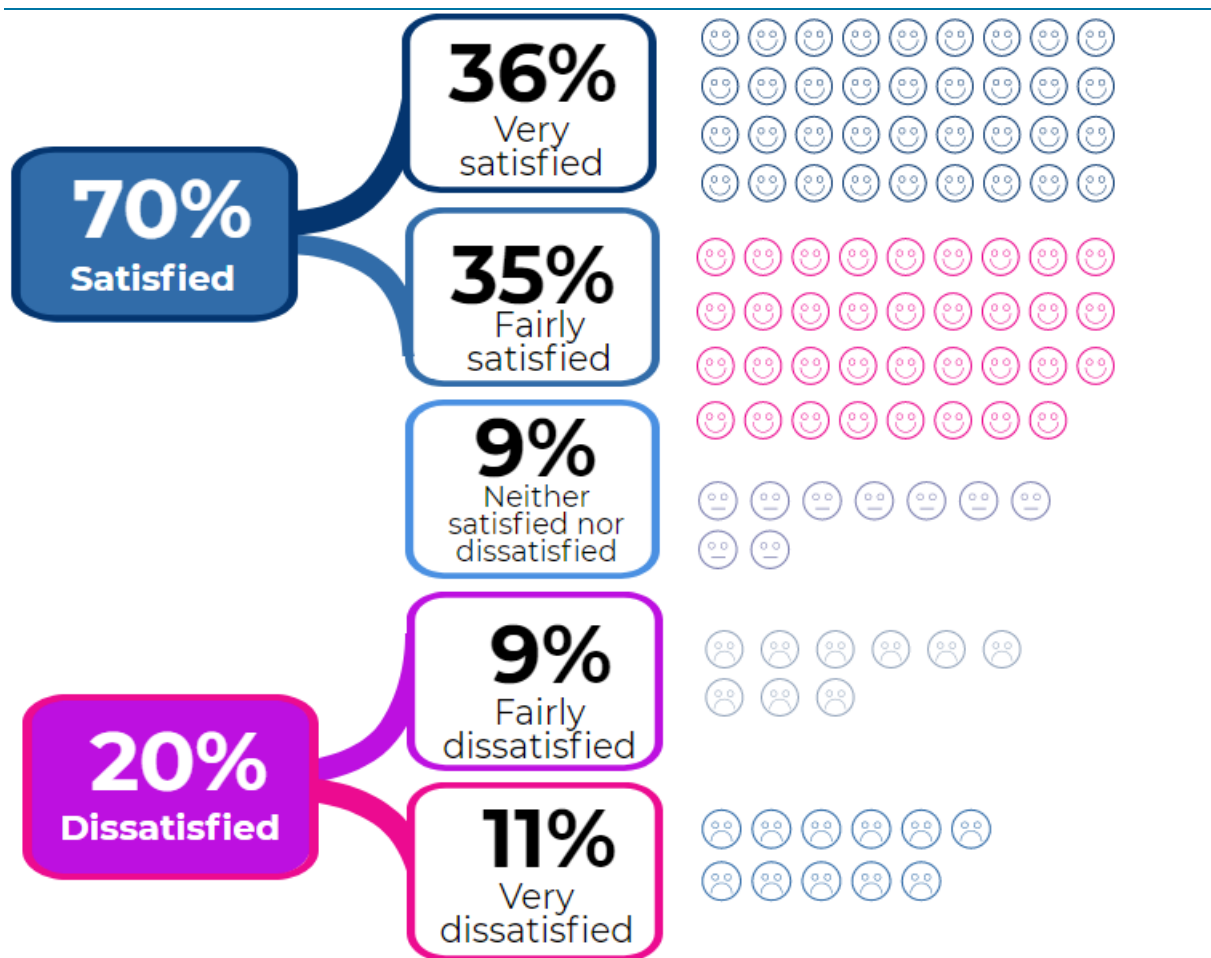 70%
Satisfied
36%
Very
satisfied
35%
Fairly
satisfied
9%
Neither
satisfied nor
dissatisfied
20%
Dissatisfied
9%
Fairly
dissatisfied
11%
Very
dissatisfied